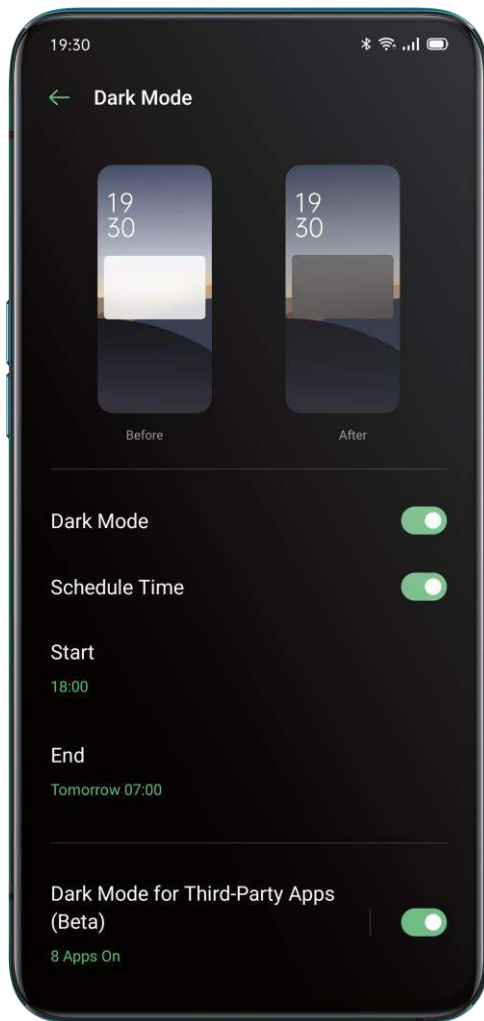 19:30
Dark Mode
19
30
19
30
Before
After
Dark Mode
Schedule Time
Start
18:00
End
Tomorrow 07:00
Dark Mode for Third-Party Apps
(Beta)
8 Apps On